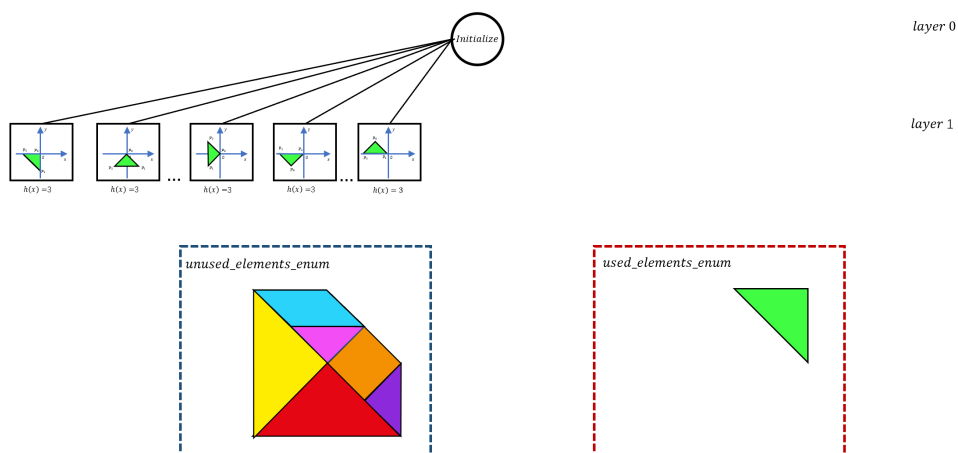 Initialize
layer 0
layer 1
h(x) =3
h(x) =3
...
h(x) =3
h(x) =3
...
h(x) = 3
unused_elements_enum
used_elements_enum